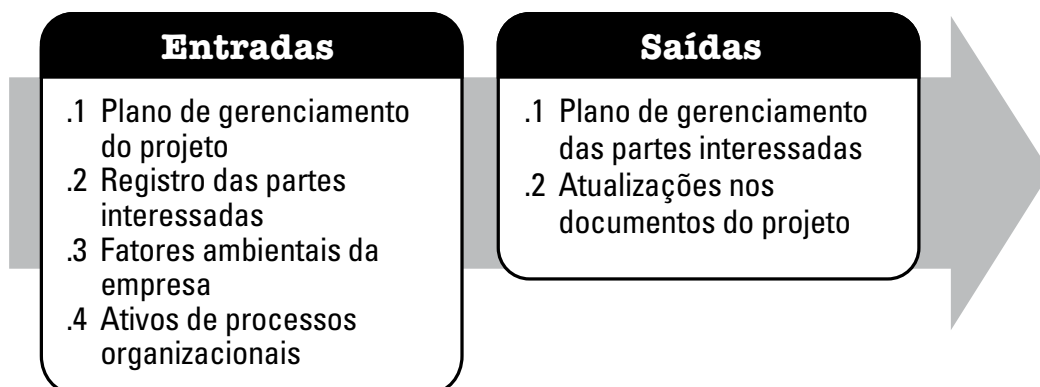 Entradas
.1 Plano de gerenciamento
do projeto
.2 Registro das partes
interessadas
.3 Fatores ambientais da
empresa
.4 Ativos de processos
organizacionais
Saídas
.1 Plano de gerenciamento
das partes interessadas
.2 Atualizações nos
documentos do projeto